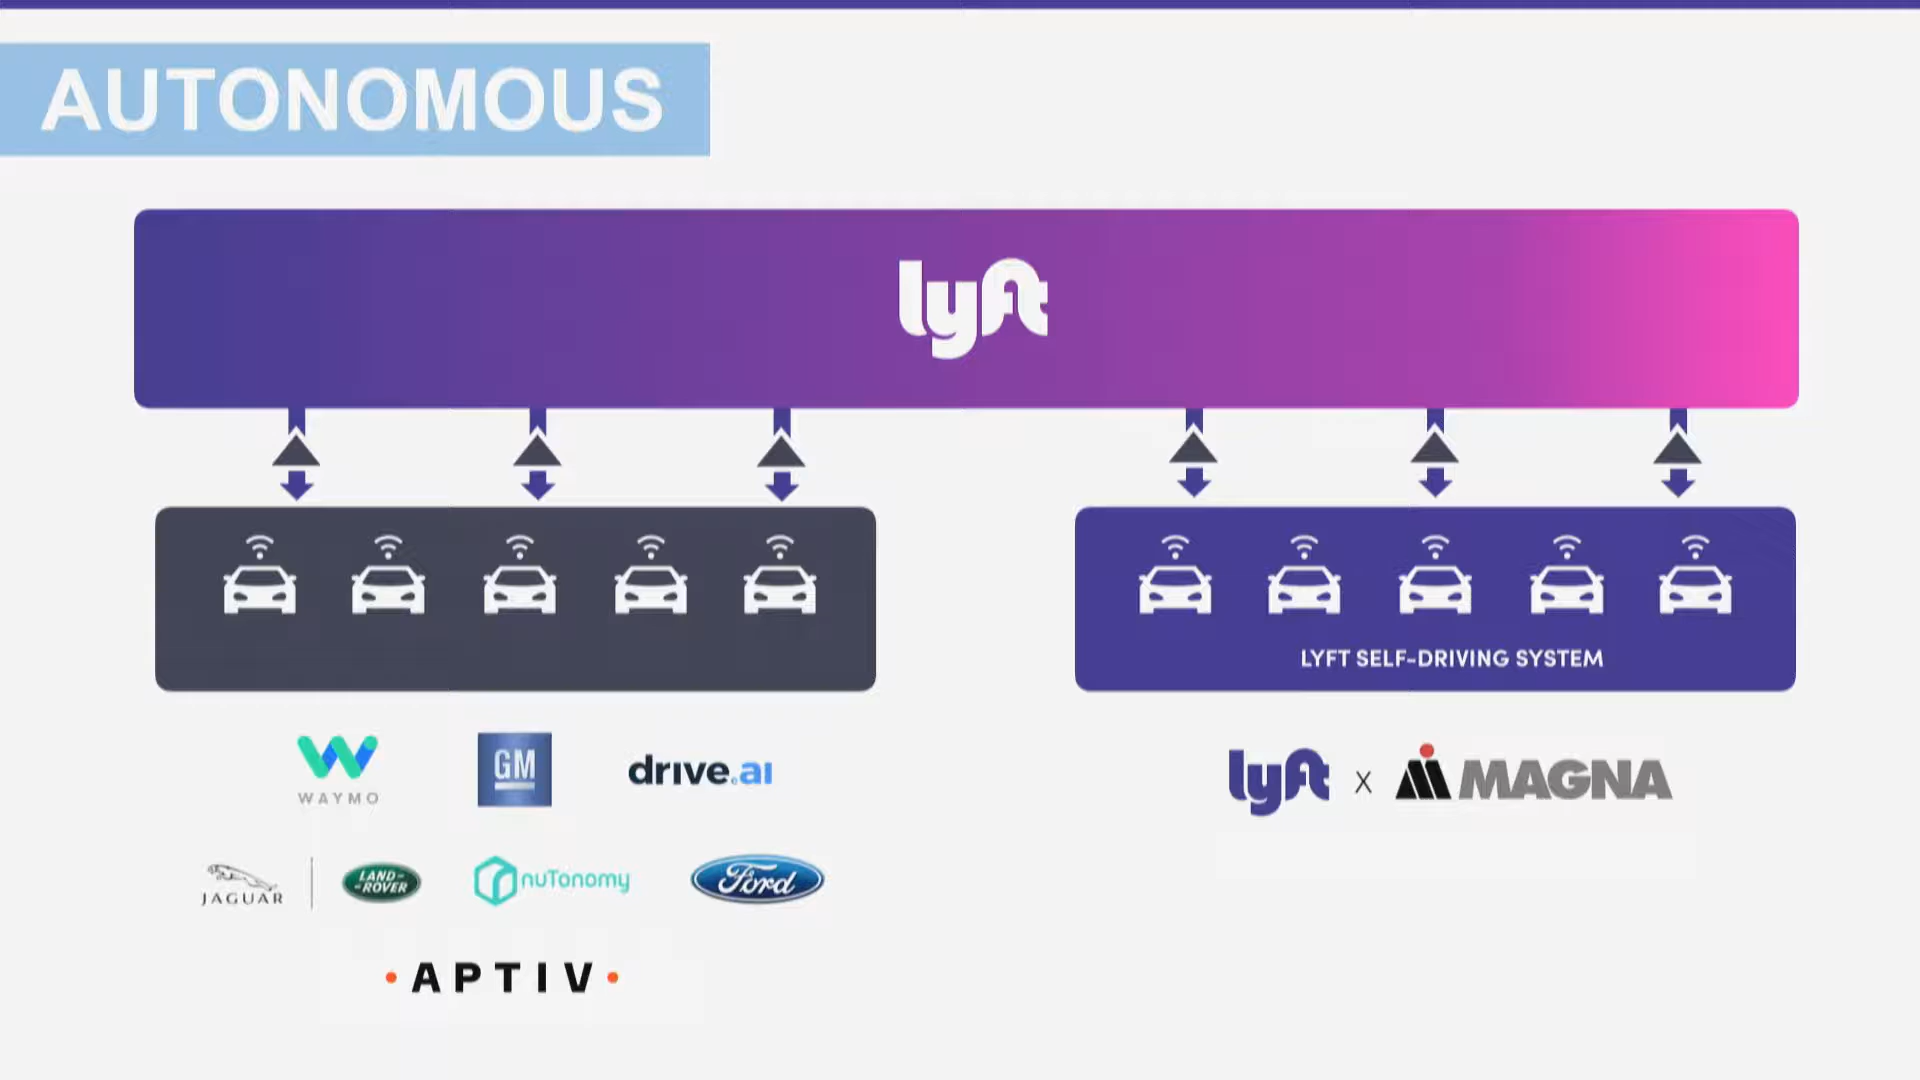 AUTONOMOUS
lyft
LYFT SELF-DRIVING SYSTEM
WAYMO
GM
drive.ai
lyft x MAGNA
JAGUAR
LAND-
-ROVER
nuTonomy
Ford
APTIV